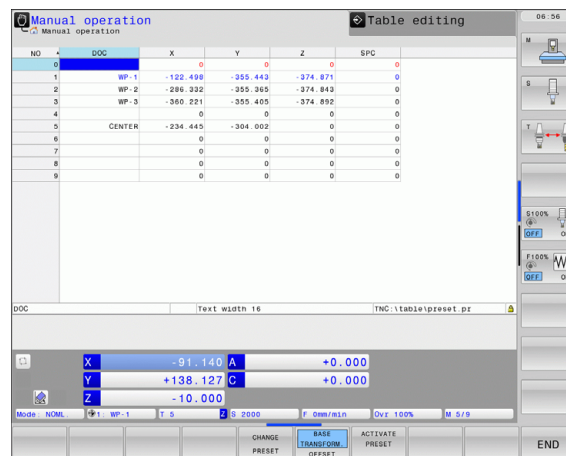 Manual operation
Table editing
06:56
Manual operation
NO DOC X Y Z SPC
0 0 0 0 0
1 WP-1 -122.498 -355.443 -374.871 0
2 WP-2 -286.332 -355.365 -374.843 0
3 WP-3 -360.221 -355.405 -374.892 0
4 0 0 0 0
5 CENTER -234.445 -304.002 0 0
6 0 0 0 0
7 0 0 0 0
8 0 0 0 0
9 0 0 0 0
M
S
T
S100%
OFF
F100%
OFF
DOC Text width 16 TNC:\table\preset.pr
X -91.140 A +0.000
Y +138.127 C +0.000
Z -10.000
Mode: NOML. 1: WP-1 T 5 Z S 2000 F 0mm/min Ovr 100% M 5/9
CHANGE
PRESET
BASE
TRANSFORM.
OFFSET
ACTIVATE
PRESET
END